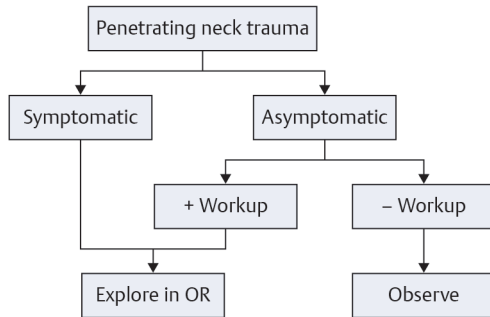 Penetrating neck trauma
Symptomatic
Asymptomatic
+ Workup
– Workup
Explore in OR
Observe